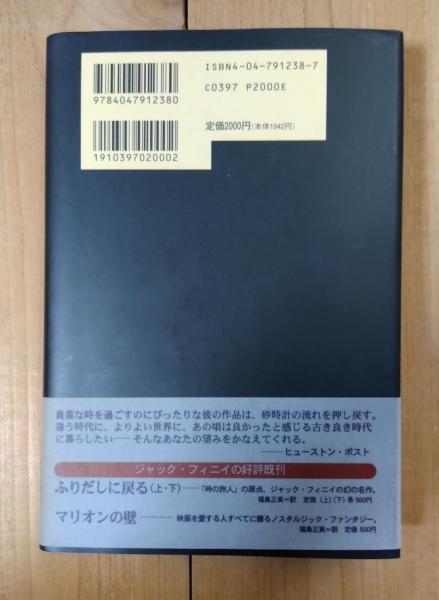 ISBN4-04-791238-7
C0397 P2000E
9784047912380
定価2000円(本体1942円)
1910397020002
貴重な時を過ごすのにぴったりな彼の作品は、砂時計の流れを押し戻す。
違う時代に、よりよい世界に、あの頃は良かったと感じる古き良き時代
に暮らしたい──そんなあなたの望みをかなえてくれる。
──ヒューストン・ポスト
ジャック・フィニイの好評既刊
ふりだしに戻る(上・下)──「時の旅人」の原点、ジャック・フィニイの幻の名作。
福島正実=訳 定価(上)(下)各560円
マリオンの壁──映画を愛する人すべてに贈るノスタルジック・ファンタジー。
福島正実=訳 定価500円